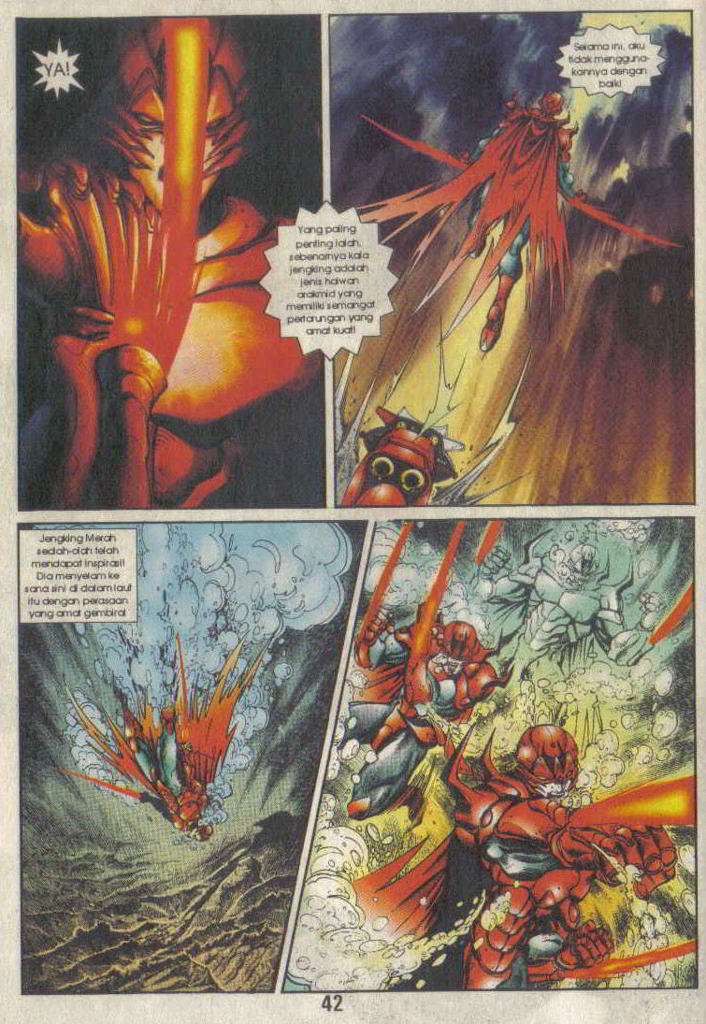 YA!
Selama ini, aku
tidak mengguna-
kannya dengan
baik!
Yang paling
penting ialah,
sebenarnya kala
jengking adalah
jenis haiwan
araknid yang
memiliki semangat
pertarungan yang
amat kuat!
Jengking Merah
seolah-olah telah
mendapat inspirasi!
Dia menyelam ke
sana sini di dalam laut
itu dengan perasaan
yang amat gembira!
42